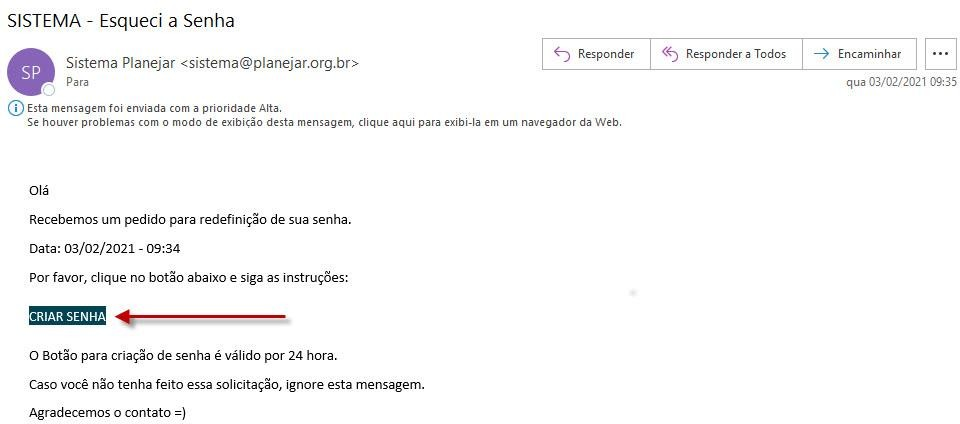 SISTEMA - Esqueci a Senha
SP
Sistema Planejar <sistema@planejar.org.br>
Para
Responder
Responder a Todos
Encaminhar
qua 03/02/2021 09:35
Esta mensagem foi enviada com a prioridade Alta.
Se houver problemas com o modo de exibição desta mensagem, clique aqui para exibi-la em um navegador da Web.
Olá
Recebemos um pedido para redefinição de sua senha.
Data: 03/02/2021 - 09:34
Por favor, clique no botão abaixo e siga as instruções:
CRIAR SENHA
O Botão para criação de senha é válido por 24 hora.
Caso você não tenha feito essa solicitação, ignore esta mensagem.
Agradecemos o contato =)